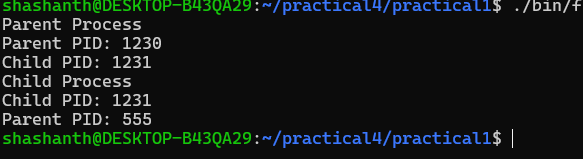 shashanth@DESKTOP-B43QA29:~/practical4/practical1$ ./bin/f
Parent Process
Parent PID: 1230
Child PID: 1231
Child Process
Child PID: 1231
Parent PID: 555
shashanth@DESKTOP-B43QA29:~/practical4/practical1$